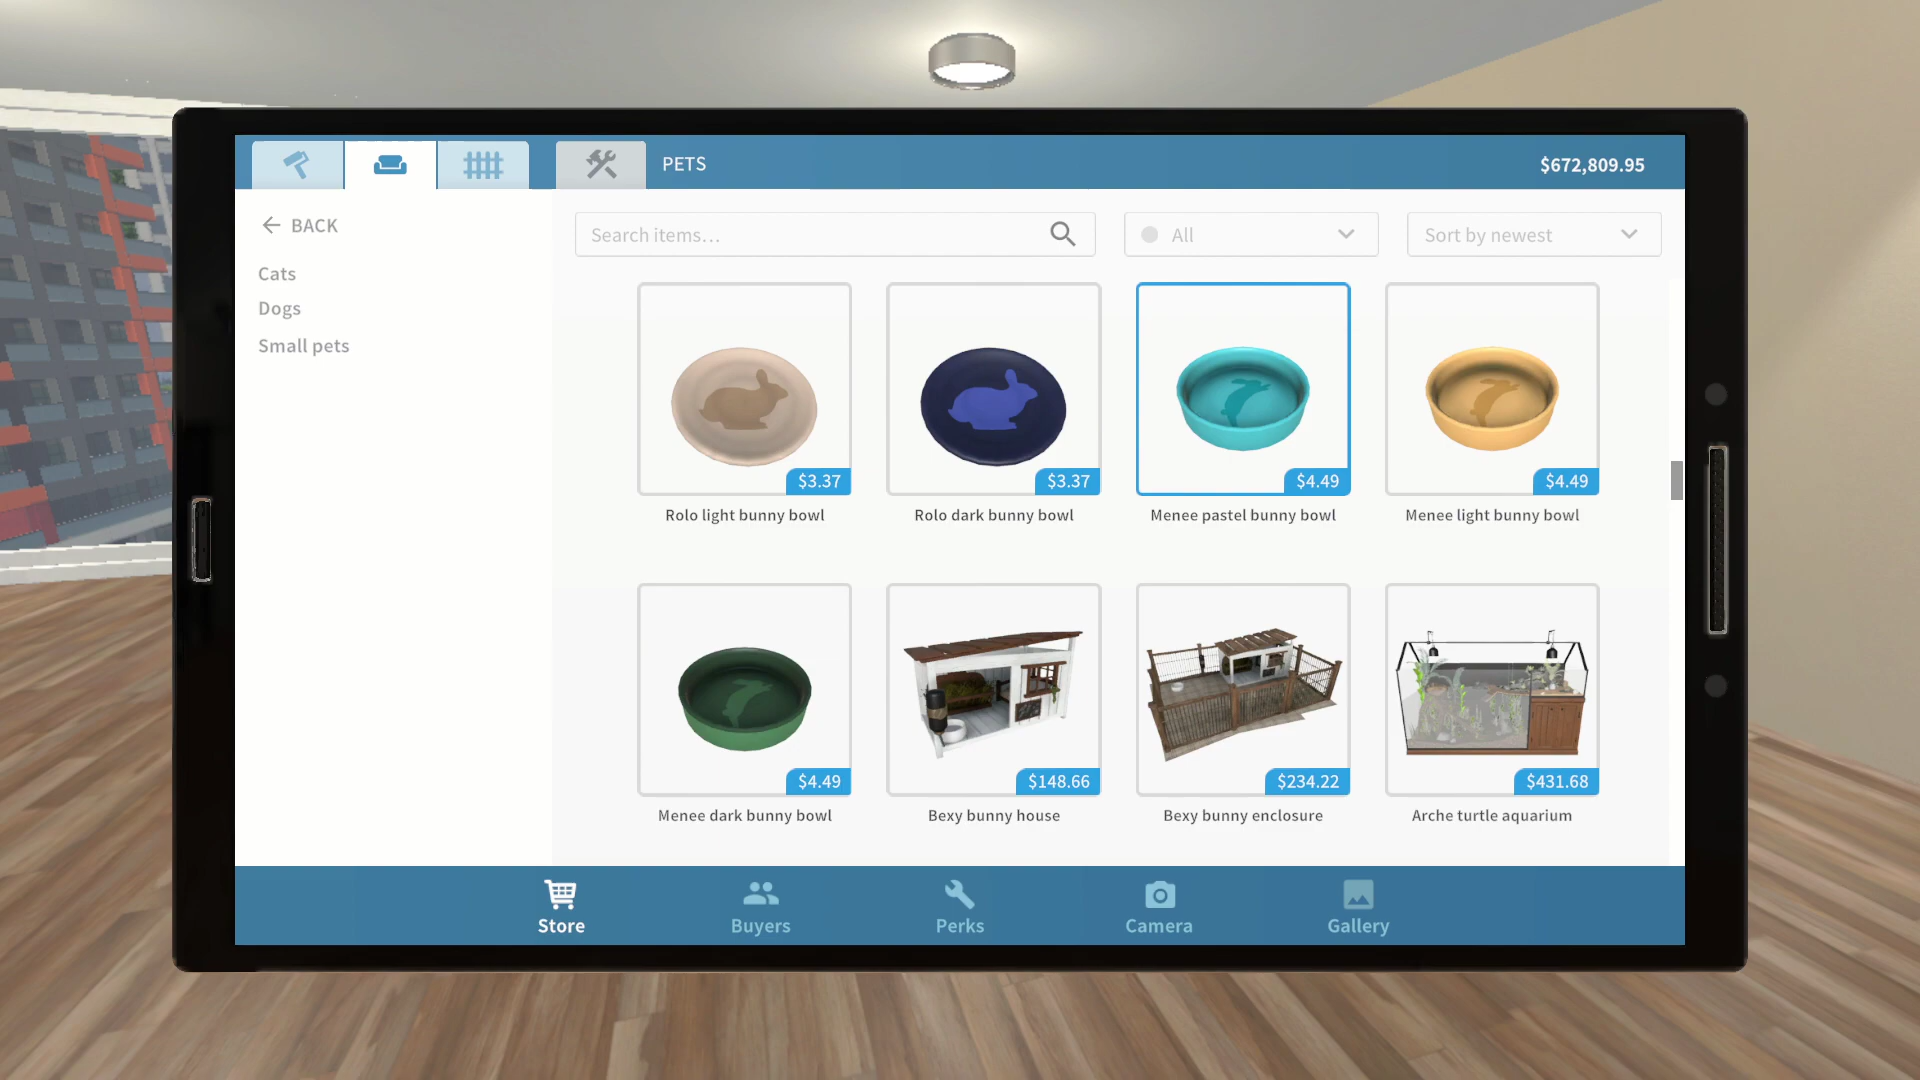 PETS
$672,809.95
BACK
Search items...
All
Sort by newest
Cats
Dogs
Small pets
$3.37
$3.37
$4.49
$4.49
Rolo light bunny bowl
Rolo dark bunny bowl
Menee pastel bunny bowl
Menee light bunny bowl
$4.49
$148.66
$234.22
$431.68
Menee dark bunny bowl
Bexy bunny house
Bexy bunny enclosure
Arche turtle aquarium
Store
Buyers
Perks
Camera
Gallery